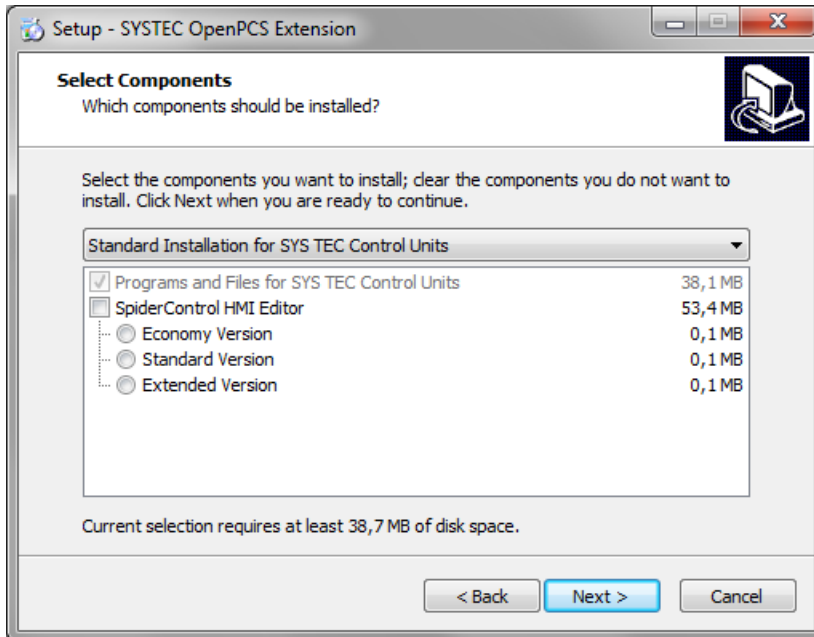 Setup - SYSTEC OpenPCS Extension
Select Components
Which components should be installed?
Select the components you want to install; clear the components you do not want to
install. Click Next when you are ready to continue.
Standard Installation for SYS TEC Control Units
Programs and Files for SYS TEC Control Units 38,1 MB
SpiderControl HMI Editor 53,4 MB
Economy Version 0,1 MB
Standard Version 0,1 MB
Extended Version 0,1 MB
Current selection requires at least 38,7 MB of disk space.
< Back Next > Cancel